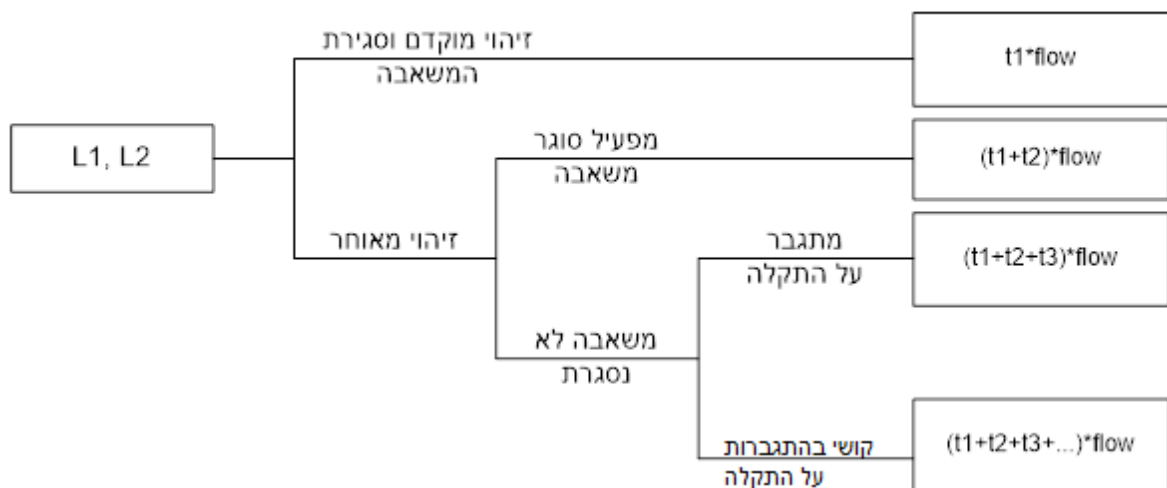 זיהוי מוקדם וסגירת
המשאבה
t1*flow
L1, L2
מפעיל סוגר
משאבה
(t1+t2)*flow
זיהוי מאוחר
מתגבר
על התקלה
(t1+t2+t3)*flow
משאבה לא
נסגרת
קושי בהתגברות
על התקלה
(t1+t2+t3+...)*flow